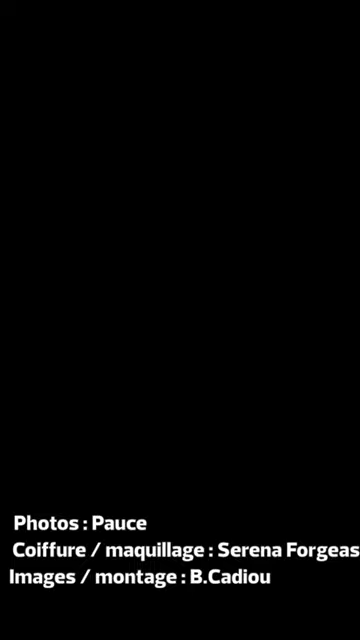 Photos : Pauce
Coiffure / maquillage : Serena Forgeas
Images / montage : B.Cadiou